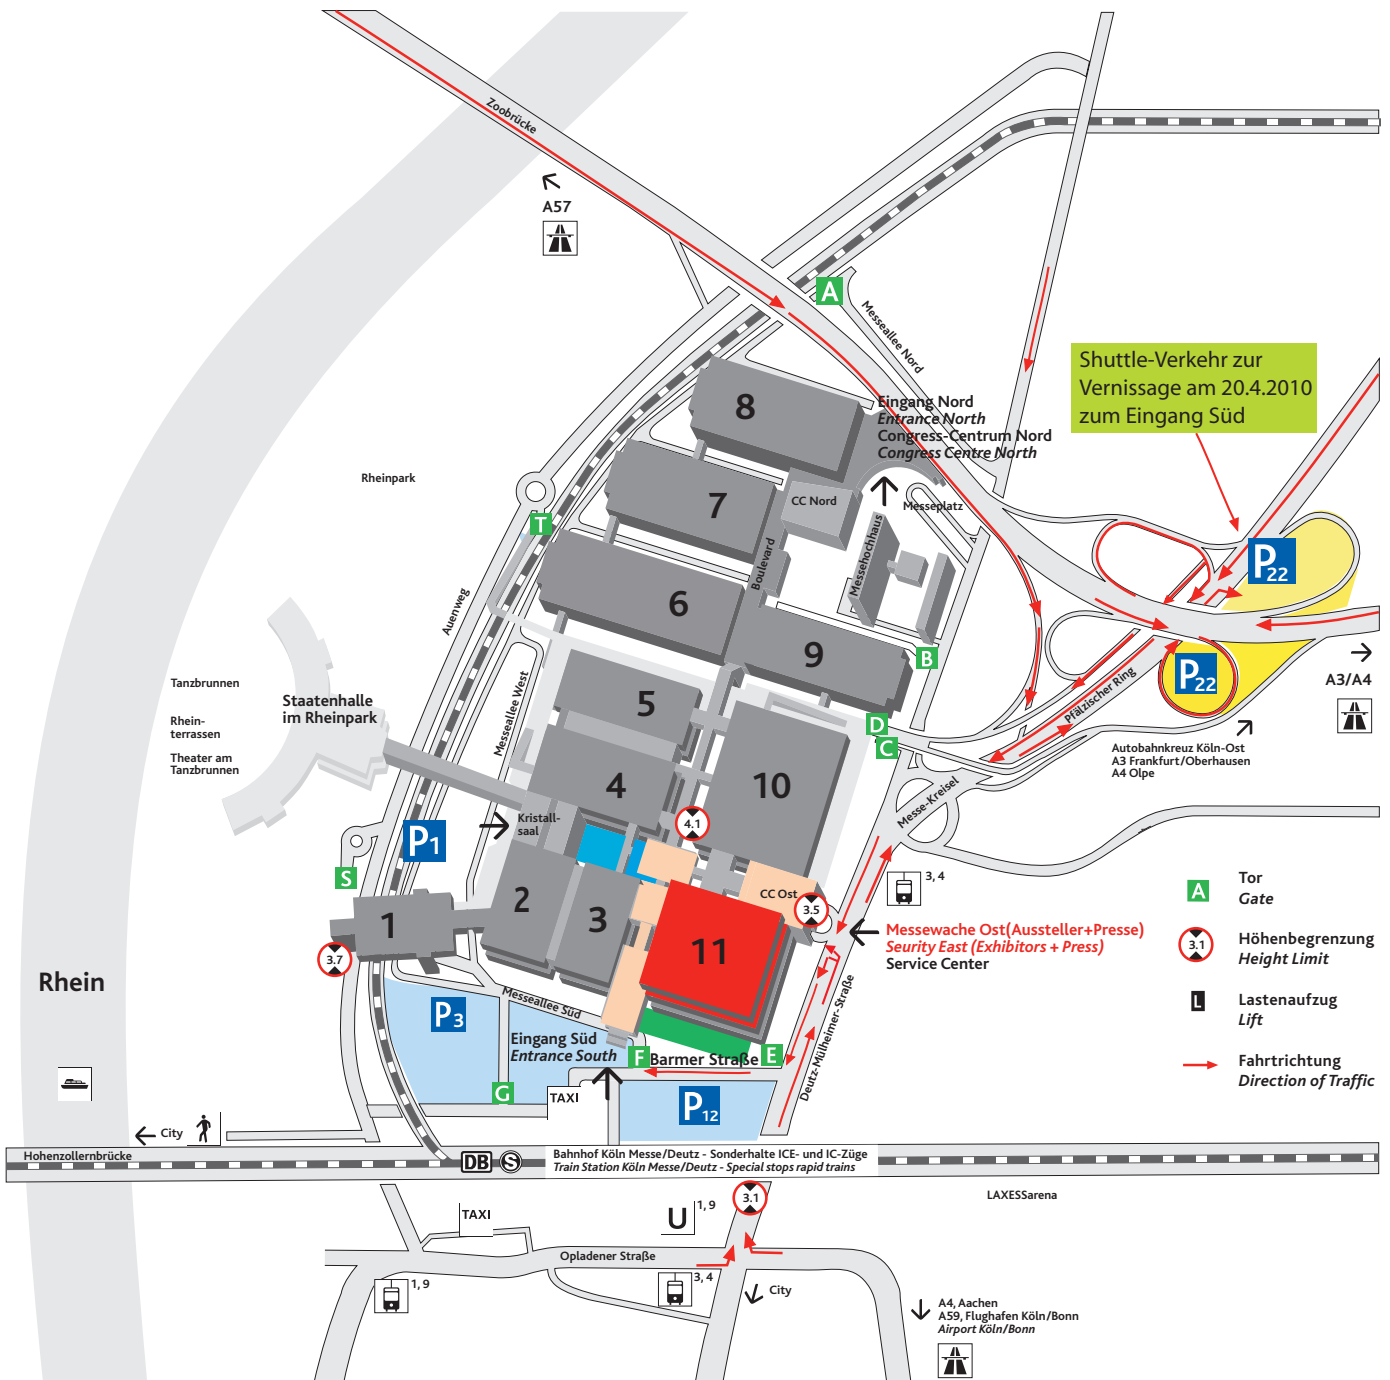 Zoobrücke
A57
A
Messeallee Nord
Shuttle-Verkehr zur
Vernissage am 20.4.2010
zum Eingang Süd
8
Eingang Nord
Entrance North
Congress-Centrum Nord
Congress Centre North
Rheinpark
7
CC Nord
Messeplatz
T
Messehochhaus
Boulevard
P22
6
Auenweg
9
B
P22
A3/A4
Tanzbrunnen
Staatenhalle
im Rheinpark
Rhein-
terrassen
Theater am
Tanzbrunnen
Messeallee West
5
Pfälzischer Ring
D
C
Autobahnkreuz Köln-Ost
A3 Frankfurt/Oberhausen
A4 Olpe
4
10
Messe-Kreisel
Kristall-
saal
4.1
P1
S
3, 4
A
Tor
Gate
2
3
CC Ost
3.5
1
11
Messewache Ost(Aussteller+Presse)
Seurity East (Exhibitors + Press)
Service Center
3.1
Höhenbegrenzung
Height Limit
3.7
Rhein
Messeallee Süd
P3
Deutz-Mülheimer-Straße
L
Lastenaufzug
Lift
Eingang Süd
Entrance South
F
Barmer Straße
E
Fahrtrichtung
Direction of Traffic
G
TAXI
P12
City
Hohenzollernbrücke
DB
S
Bahnhof Köln Messe/Deutz - Sonderhalte ICE- und IC-Züge
Train Station Köln Messe/Deutz - Special stops rapid trains
3.1
LAXESSarena
TAXI
U
1, 9
Opladener Straße
1, 9
3, 4
City
A4, Aachen
A59, Flughafen Köln/Bonn
Airport Köln/Bonn